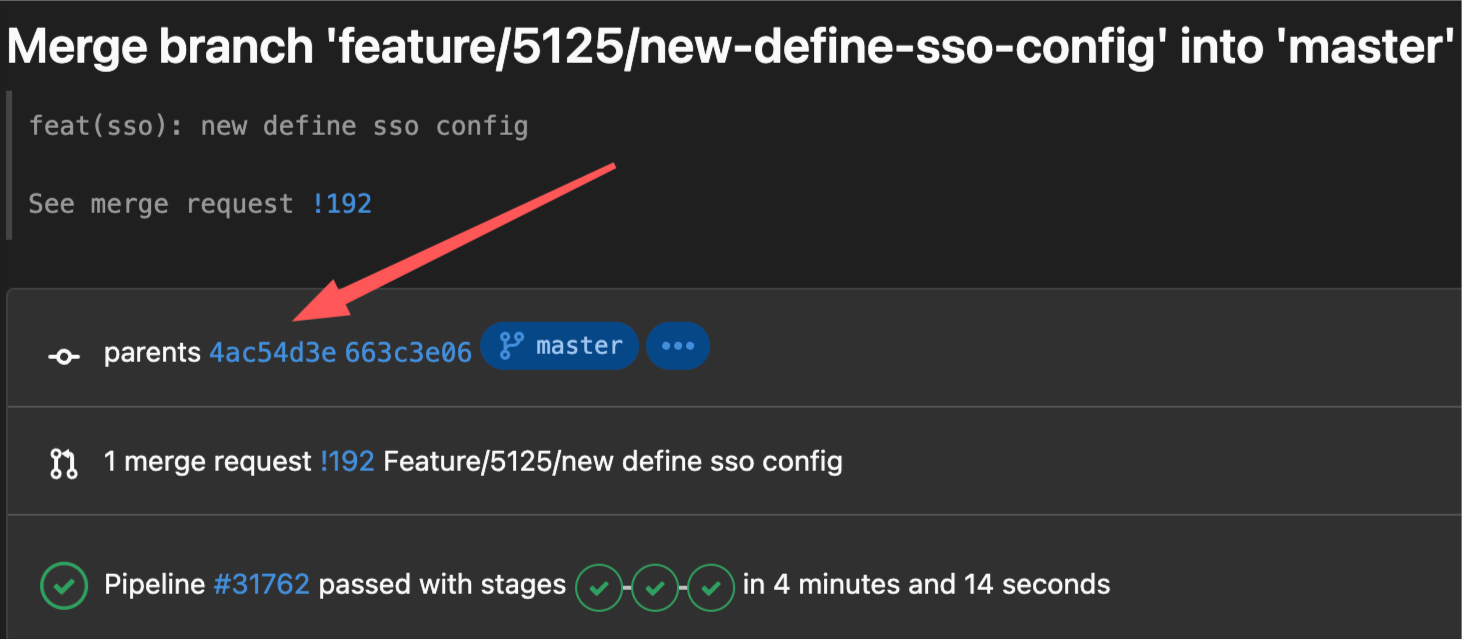 Merge branch 'feature/5125/new-define-sso-config' into 'master'
feat(sso): new define sso config
See merge request !192
parents 4ac54d3e 663c3e06 master
1 merge request !192 Feature/5125/new define sso config
Pipeline #31762 passed with stages in 4 minutes and 14 seconds